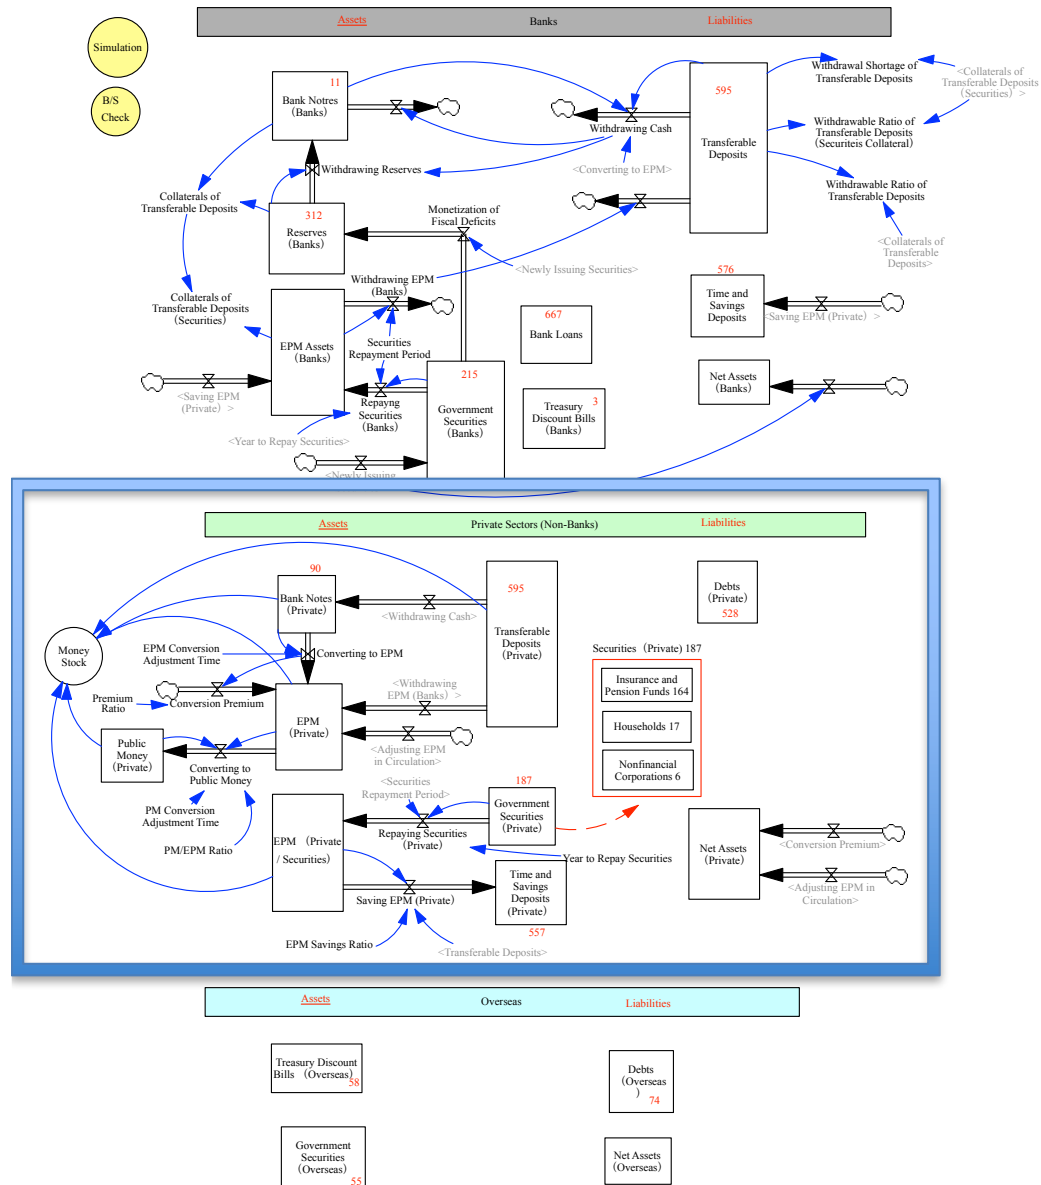 Assets
Banks
Liabilities
Simulation
B/S
Check
11
Bank Notres
(Banks)
595
Transferable
Deposits
Withdrawal Shortage of
Transferable Deposits
<Collaterals of
Transferable Deposits
(Securities) >
Withdrawing Cash
Withdrawable Ratio of
Transferable Deposits
(Securiteis Collateral)
<Converting to EPM>
Withdrawing Reserves
Collaterals of
Transferable Deposits
Withdrawable Ratio of
Transferable Deposits
312
Reserves
(Banks)
Monetization of
Fiscal Deficits
<Collaterals of
Transferable
Deposits>
<Newly Issuing Securities>
576
Time and
Savings
Deposits
<Saving EPM (Private) >
Withdrawing EPM
(Banks)
Collaterals of
Transferable Deposits
(Securities)
EPM Assets
(Banks)
Securities
Repayment Period
667
Bank Loans
215
Government
Securities
(Banks)
Net Assets
(Banks)
<Saving EPM
(Private) >
Repayng
Securities
(Banks)
3
Treasury
Discount Bills
(Banks)
<Year to Repay Securities>
<Newly Issuing
Assets
Private Sectors (Non-Banks)
Liabilities
90
Bank Notes
(Private)
<Withdrawing Cash>
595
Transferable
Deposits
(Private)
Debts
(Private)
528
Money
Stock
EPM Conversion
Adjustment Time
Converting to EPM
Securities (Private) 187
Insurance and
Pension Funds 164
Households 17
Nonfinancial
Corporations 6
Premium
Ratio
Conversion Premium
<Withdrawing
EPM (Banks) >
EPM
(Private)
Public
Money
(Private)
<Adjusting EPM
in Circulation>
Converting to
Public Money
<Securities
Repayment Period>
187
Government
Securities
(Private)
PM Conversion
Adjustment Time
Repaying Securities
(Private)
PM/EPM Ratio
EPM (Private
/ Securities)
Year to Repay Securities
Net Assets
(Private)
<Conversion Premium>
<Adjusting EPM in
Circulation>
Time and
Savings
Deposits
(Private)
557
Saving EPM (Private)
EPM Savings Ratio
<Transferable Deposits>
Assets
Overseas
Liabilities
Treasury Discount
Bills (Overseas)
58
Debts
(Overseas
)
74
Government
Securities
(Overseas)
55
Net Assets
(Overseas)